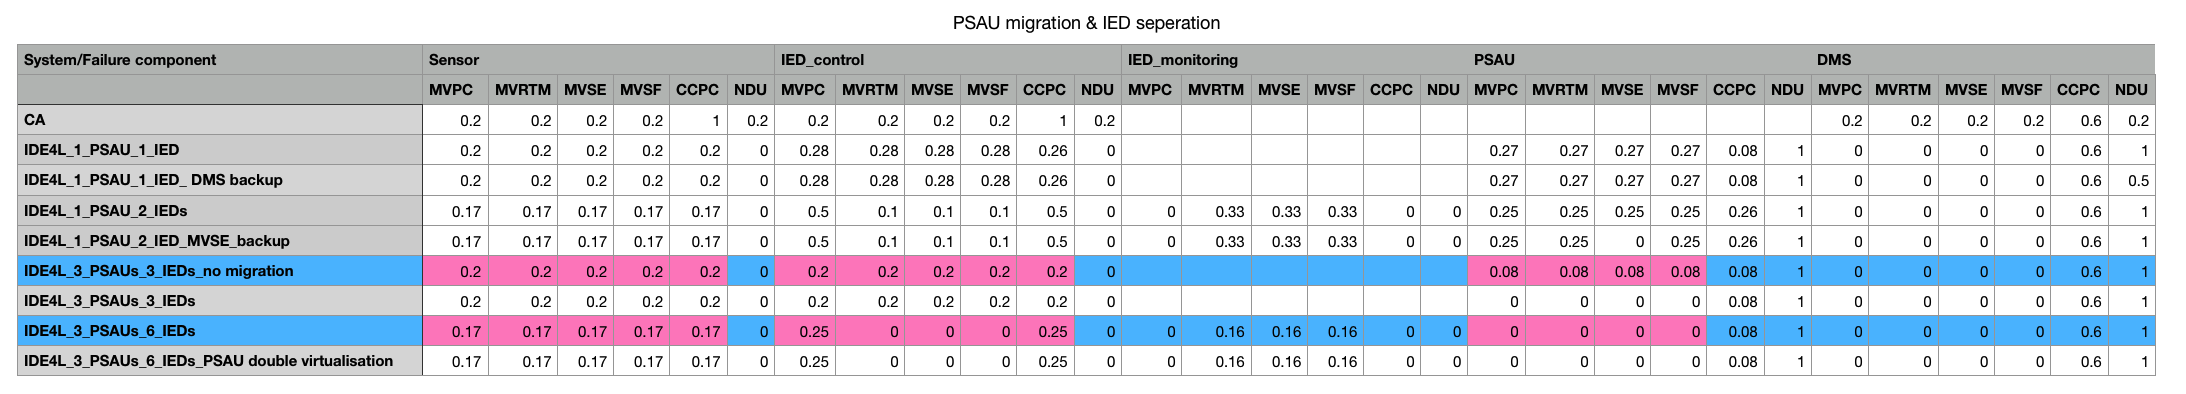 PSAU migration & IED seperation
System/Failure component Sensor IED_control IED_monitoring PSAU DMS
MVPC MVRTM MVSE MVSF CCPC NDU MVPC MVRTM MVSE MVSF CCPC NDU MVPC MVRTM MVSE MVSF CCPC NDU MVPC MVRTM MVSE MVSF CCPC NDU MVPC MVRTM MVSE MVSF CCPC NDU
CA 0.2 0.2 0.2 0.2 1 0.2 0.2 0.2 0.2 0.2 1 0.2 0.2 0.2 0.2 0.2 0.6 0.2
IDE4L_1_PSAU_1_IED 0.2 0.2 0.2 0.2 0.2 0 0.28 0.28 0.28 0.28 0.26 0 0.27 0.27 0.27 0.27 0.08 1 0 0 0 0 0.6 1
IDE4L_1_PSAU_1_IED_ DMS backup 0.2 0.2 0.2 0.2 0.2 0 0.28 0.28 0.28 0.28 0.26 0 0.27 0.27 0.27 0.27 0.08 1 0 0 0 0 0.6 0.5
IDE4L_1_PSAU_2_IEDs 0.17 0.17 0.17 0.17 0.17 0 0.5 0.1 0.1 0.1 0.5 0 0 0.33 0.33 0.33 0 0 0.25 0.25 0.25 0.25 0.26 1 0 0 0 0 0.6 1
IDE4L_1_PSAU_2_IED_MVSE_backup 0.17 0.17 0.17 0.17 0.17 0 0.5 0.1 0.1 0.1 0.5 0 0 0.33 0.33 0.33 0 0 0.25 0.25 0 0.25 0.26 1 0 0 0 0 0.6 1
IDE4L_3_PSAUs_3_IEDs_no migration 0.2 0.2 0.2 0.2 0.2 0 0.2 0.2 0.2 0.2 0.2 0 0.08 0.08 0.08 0.08 0.08 1 0 0 0 0 0.6 1
IDE4L_3_PSAUs_3_IEDs 0.2 0.2 0.2 0.2 0.2 0 0.2 0.2 0.2 0.2 0.2 0 0 0 0 0 0.08 1 0 0 0 0 0.6 1
IDE4L_3_PSAUs_6_IEDs 0.17 0.17 0.17 0.17 0.17 0 0.25 0 0 0 0.25 0 0 0.16 0.16 0.16 0 0 0 0 0 0 0.08 1 0 0 0 0 0.6 1
IDE4L_3_PSAUs_6_IEDs_PSAU double virtualisation 0.17 0.17 0.17 0.17 0.17 0 0.25 0 0 0 0.25 0 0 0.16 0.16 0.16 0 0 0 0 0 0 0.08 1 0 0 0 0 0.6 1